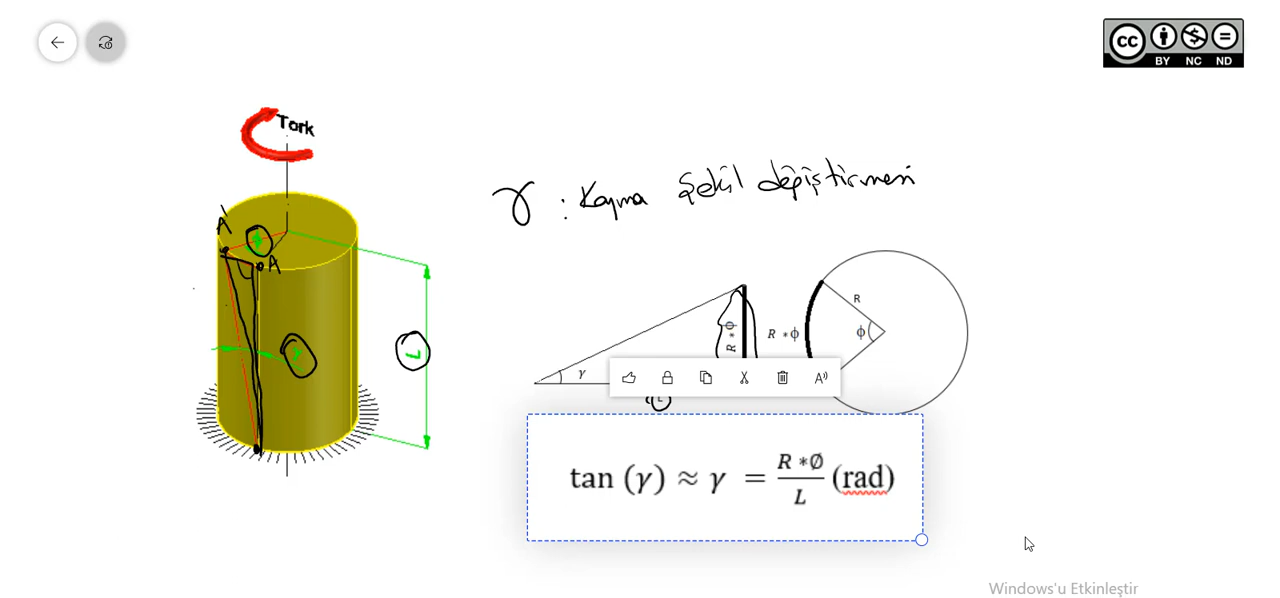 BY NC ND
Tork
γ : Kayma Şekil değiştirmesi
A'
ϕ
A
γ
L
R
R * ϕ
R * ϕ
ϕ
γ
L
tan (γ) ≈ γ = R * Ø / L (rad)
Windows'u Etkinleştir